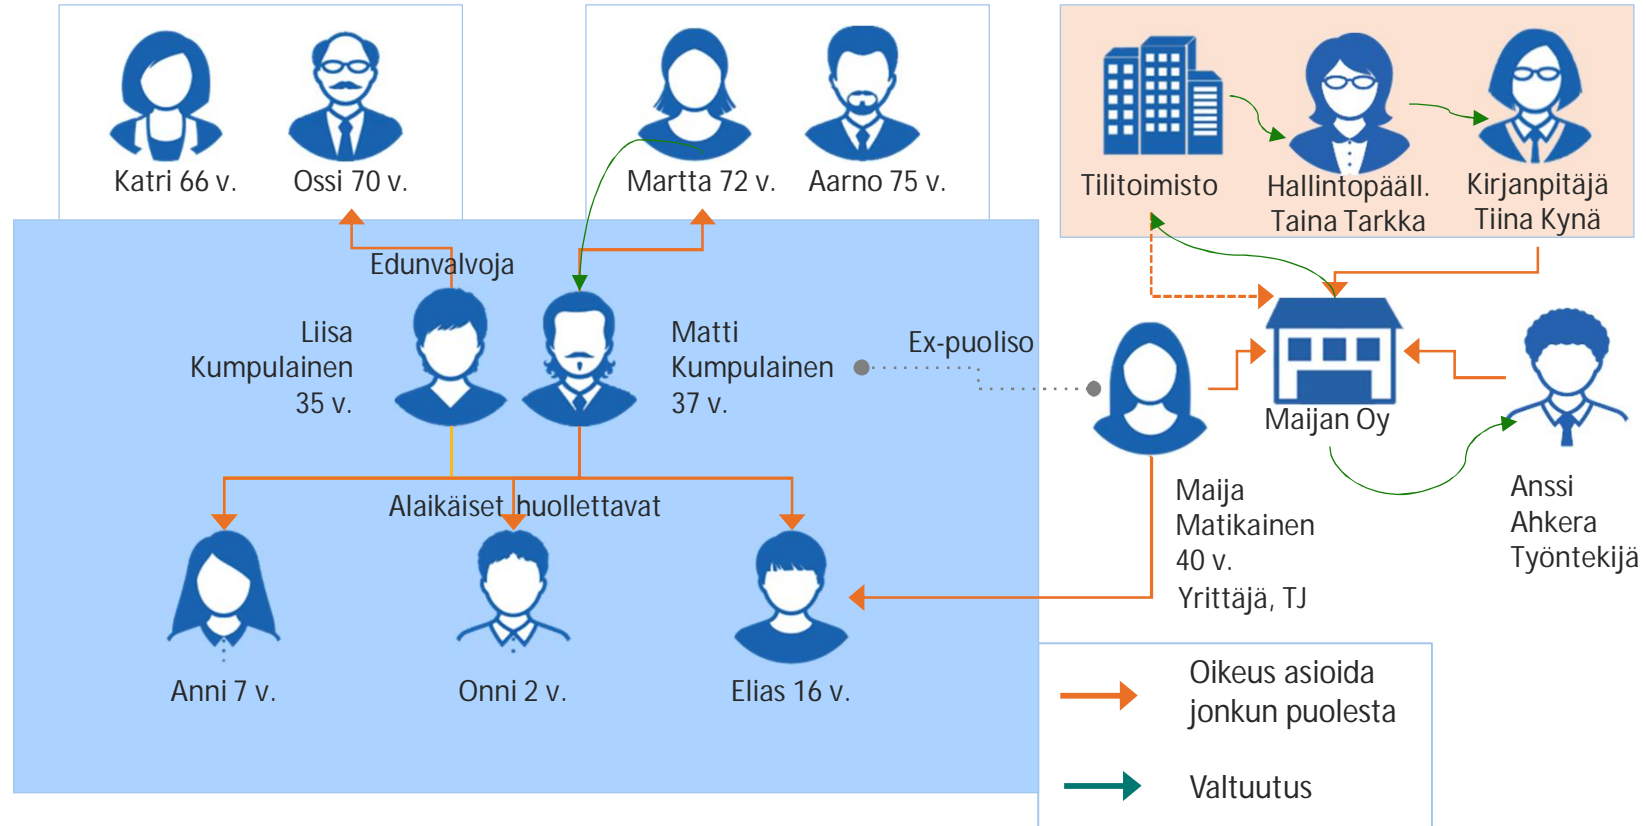 Katri 66 v.
Ossi 70 v.
Martta 72 v.
Aarno 75 v.
Tilitoimisto
Hallintopääll.
Taina Tarkka
Kirjanpitäjä
Tiina Kynä
Edunvalvoja
Liisa
Kumpulainen
35 v.
Matti
Kumpulainen
37 v.
Ex-puoliso
Maijan Oy
Maija
Matikainen
40 v.
Yrittäjä, TJ
Anssi
Ahkera
Työntekijä
Alaikäiset huollettavat
Anni 7 v.
Onni 2 v.
Elias 16 v.
Oikeus asioida
jonkun puolesta
Valtuutus